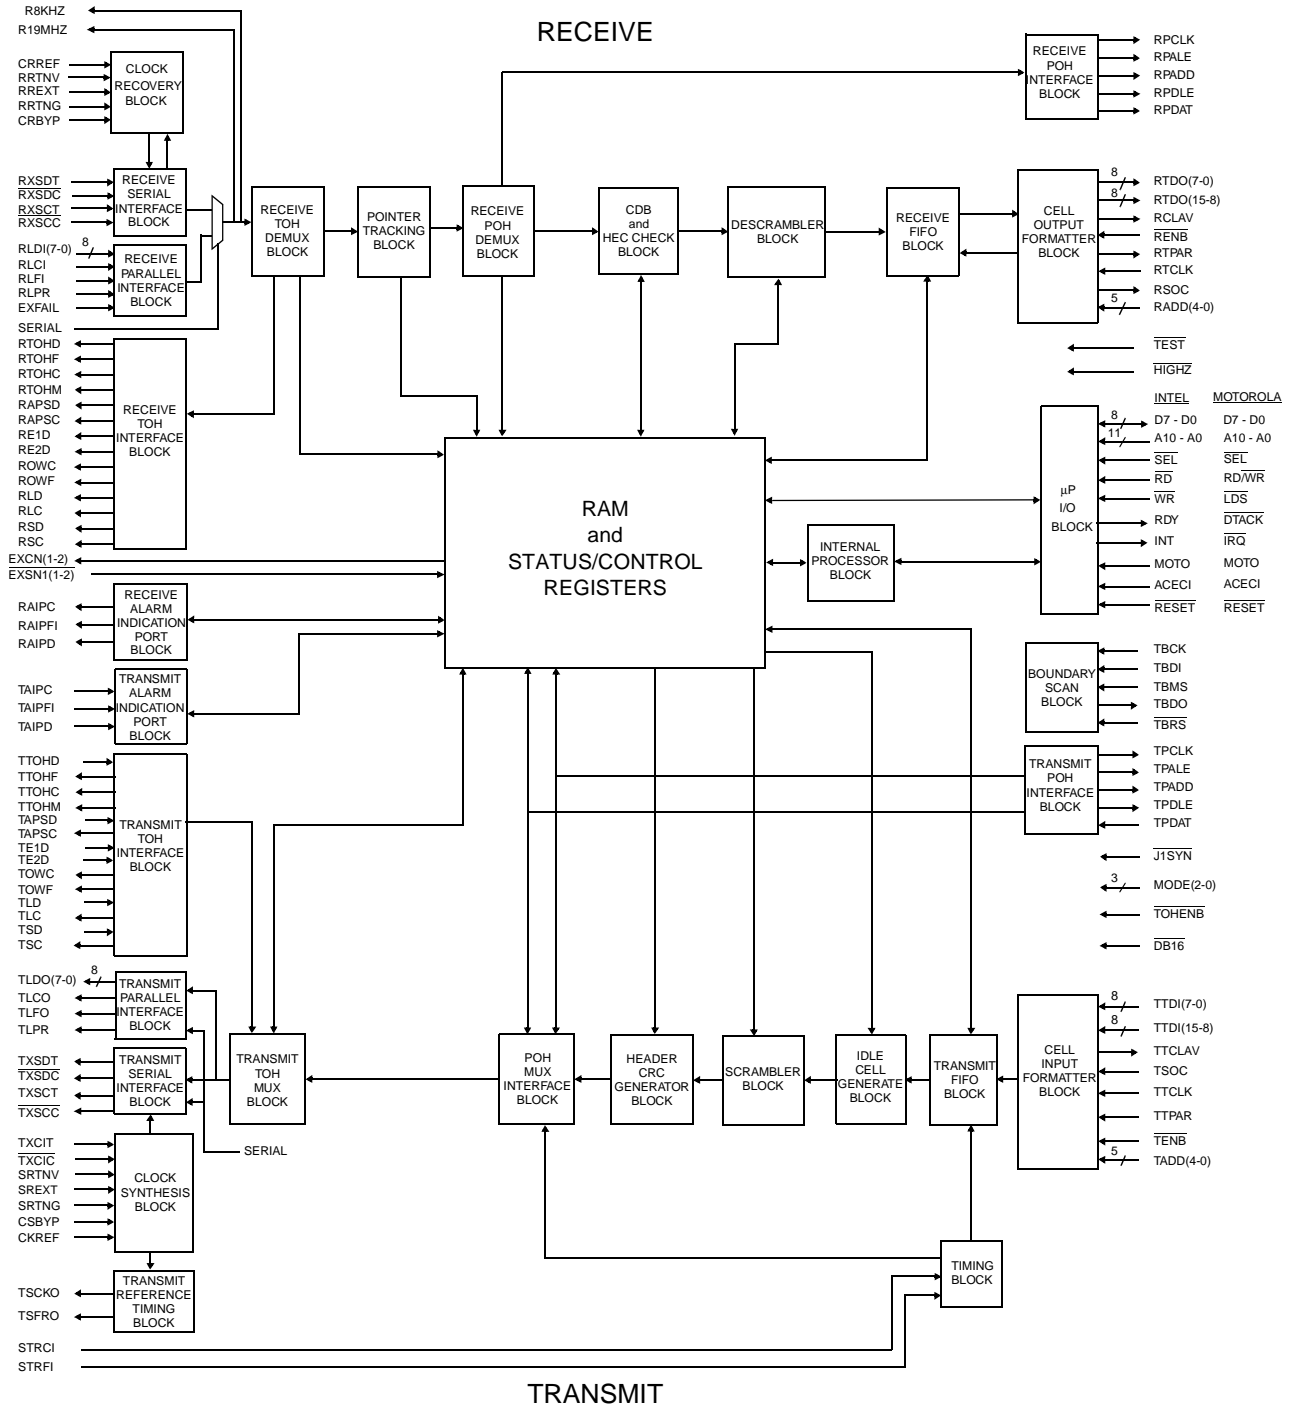 RECEIVE
R8KHZ
R19MHZ
CRREF
RRTNV
RREXT
RRTNG
CRBYP
CLOCK
RECOVERY
BLOCK
RXSDT
RXSDC
RXSCT
RXSCC
RECEIVE
SERIAL
INTERFACE
BLOCK
RLDI(7-0)
8
RLCI
RLFI
RLPR
EXFAIL
RECEIVE
PARALLEL
INTERFACE
BLOCK
SERIAL
RECEIVE
TOH
DEMUX
BLOCK
POINTER
TRACKING
BLOCK
RECEIVE
POH
DEMUX
BLOCK
CDB
and
HEC CHECK
BLOCK
DESCRAMBLER
BLOCK
RECEIVE
FIFO
BLOCK
CELL
OUTPUT
FORMATTER
BLOCK
RECEIVE
POH
INTERFACE
BLOCK
RPCLK
RPALE
RPADD
RPDLE
RPDAT
8
RTDO(7-0)
8
RTDO(15-8)
RCLAV
RENB
RTPAR
RTCLK
RSOC
5
RADD(4-0)
TEST
HIGHZ
RTOHD
RTOHF
RTOHC
RTOHM
RAPSD
RAPSC
RE1D
RE2D
ROWC
ROWF
RLD
RLC
RSD
RSC
RECEIVE
TOH
INTERFACE
BLOCK
EXCN(1-2)
EXSN1(1-2)
RAM
and
STATUS/CONTROL
REGISTERS
INTERNAL
PROCESSOR
BLOCK
μP
I/O
BLOCK
INTEL MOTOROLA
8 D7 - D0 D7 - D0
11 A10 - A0 A10 - A0
SEL SEL
RD RD/WR
WR LDS
RDY DTACK
INT IRQ
MOTO MOTO
ACECI ACECI
RESET RESET
RAIPC
RAIPFI
RAIPD
RECEIVE
ALARM
INDICATION
PORT
BLOCK
TAIPC
TAIPFI
TAIPD
TRANSMIT
ALARM
INDICATION
PORT
BLOCK
BOUNDARY
SCAN
BLOCK
TBCK
TBDI
TBMS
TBDO
TBRS
TRANSMIT
POH
INTERFACE
BLOCK
TPCLK
TPALE
TPADD
TPDLE
TPDAT
J1SYN
3
MODE(2-0)
TOHENB
DB16
TTOHD
TTOHF
TTOHC
TTOHM
TAPSD
TAPSC
TE1D
TE2D
TOWC
TOWF
TLD
TLC
TSD
TSC
TRANSMIT
TOH
INTERFACE
BLOCK
TLDO(7-0)
8
TLCO
TLFO
TLPR
TRANSMIT
PARALLEL
INTERFACE
BLOCK
TXSDT
TXSDC
TXSCT
TXSCC
TRANSMIT
SERIAL
INTERFACE
BLOCK
SERIAL
TRANSMIT
TOH
MUX
BLOCK
POH
MUX
INTERFACE
BLOCK
HEADER
CRC
GENERATOR
BLOCK
SCRAMBLER
BLOCK
IDLE
CELL
GENERATE
BLOCK
TRANSMIT
FIFO
BLOCK
CELL
INPUT
FORMATTER
BLOCK
8
TTDI(7-0)
8
TTDI(15-8)
TTCLAV
TSOC
TTCLK
TTPAR
TENB
5
TADD(4-0)
TXCIT
TXCIC
SRTNV
SREXT
SRTNG
CSBYP
CKREF
CLOCK
SYNTHESIS
BLOCK
TSCKO
TSFRO
TRANSMIT
REFERENCE
TIMING
BLOCK
TIMING
BLOCK
STRCI
STRFI
TRANSMIT